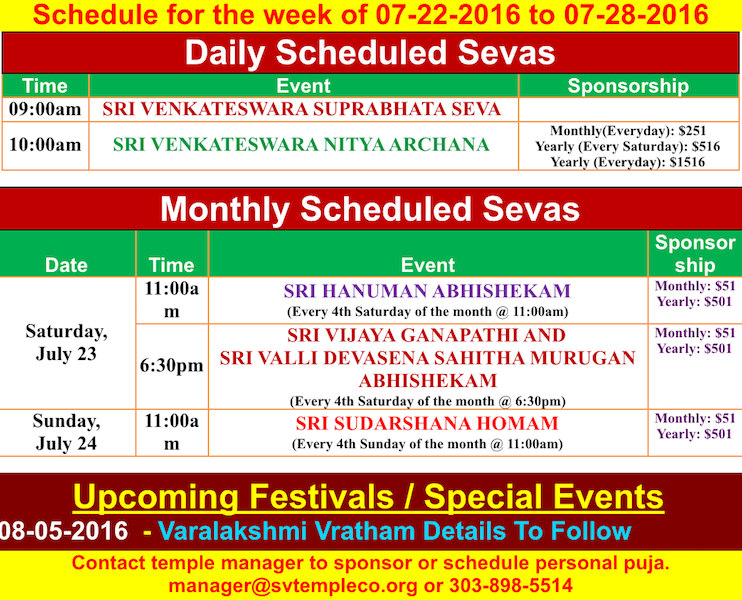 Schedule for the week of 07-22-2016 to 07-28-2016
Daily Scheduled Sevas
Time Event Sponsorship
09:00am SRI VENKATESWARA SUPRABHATA SEVA
10:00am SRI VENKATESWARA NITYA ARCHANA
Monthly(Everyday): $251
Yearly (Every Saturday): $516
Yearly (Everyday): $1516
Monthly Scheduled Sevas
Date Time Event Sponsor
ship
Saturday,
July 23
11:00a
m
SRI HANUMAN ABHISHEKAM
(Every 4th Saturday of the month @ 11:00am)
Monthly: $51
Yearly: $501
6:30pm
SRI VIJAYA GANAPATHI AND
SRI VALLI DEVASENA SAHITHA MURUGAN
ABHISHEKAM
(Every 4th Saturday of the month @ 6:30pm)
Monthly: $51
Yearly: $501
Sunday,
July 24
11:00a
m
SRI SUDARSHANA HOMAM
(Every 4th Sunday of the month @ 11:00am)
Monthly: $51
Yearly: $501
Upcoming Festivals / Special Events
08-05-2016 - Varalakshmi Vratham Details To Follow
Contact temple manager to sponsor or schedule personal puja.
manager@svtempleco.org or 303-898-5514